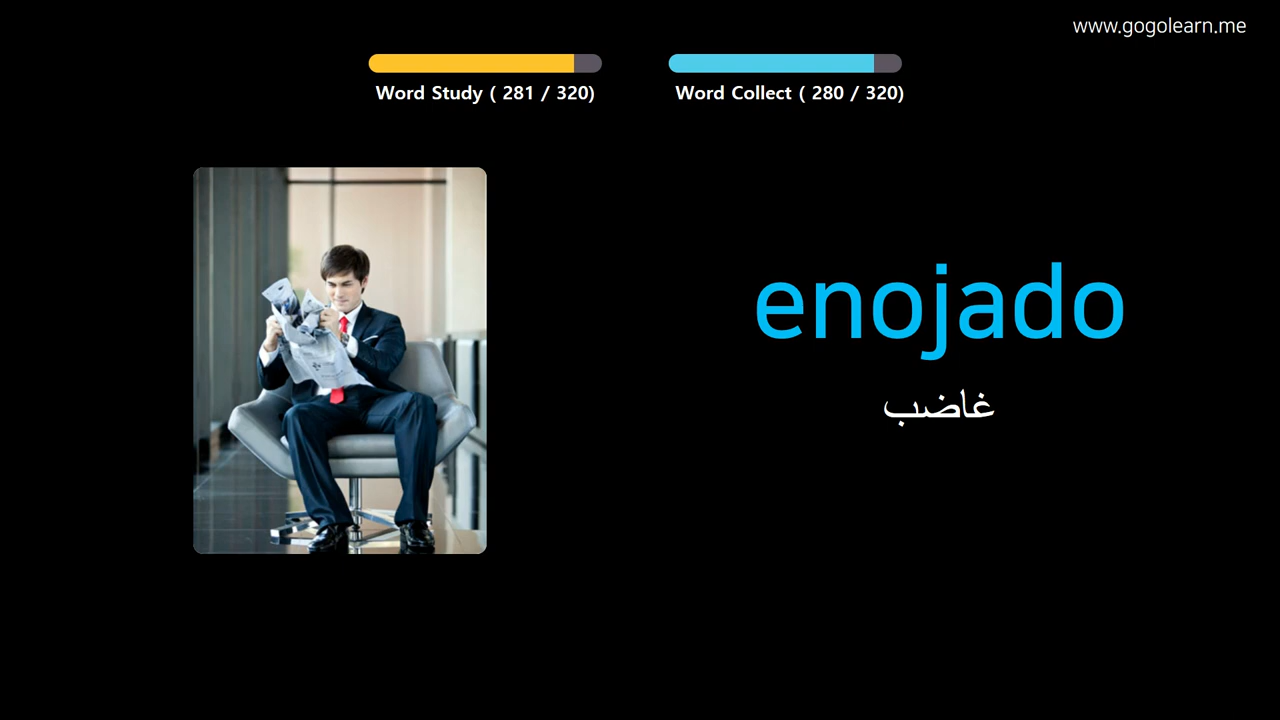 www.gogolearn.me
Word Study ( 281 / 320)
Word Collect ( 280 / 320)
enojado
غاضب